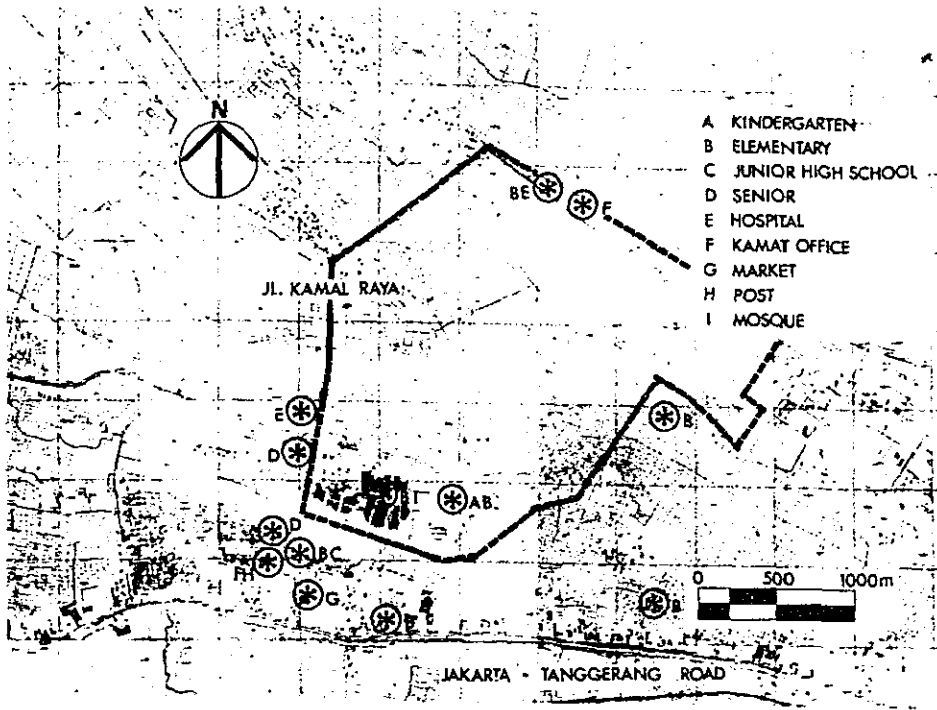 N
A KINDERGARTEN
B ELEMENTARY
C JUNIOR HIGH SCHOOL
D SENIOR
E HOSPITAL
F KAMAT OFFICE
G MARKET
H POST
I MOSQUE
BE
F
JL. KAMAL RAYA
E
B
D
I
AB
D
BC
G
B
0 500 1000m
JAKARTA - TANGGERANG ROAD